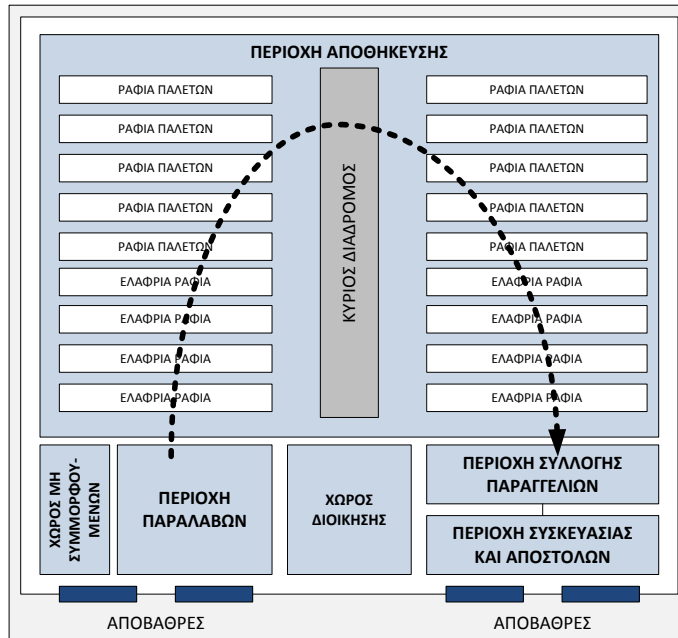 ΠΕΡΙΟΧΗ ΑΠΟΘΗΚΕΥΣΗΣ
ΡΑΦΙΑ ΠΑΛΕΤΩΝ
ΡΑΦΙΑ ΠΑΛΕΤΩΝ
ΡΑΦΙΑ ΠΑΛΕΤΩΝ
ΡΑΦΙΑ ΠΑΛΕΤΩΝ
ΡΑΦΙΑ ΠΑΛΕΤΩΝ
ΕΛΑΦΡΙΑ ΡΑΦΙΑ
ΕΛΑΦΡΙΑ ΡΑΦΙΑ
ΕΛΑΦΡΙΑ ΡΑΦΙΑ
ΕΛΑΦΡΙΑ ΡΑΦΙΑ
ΚΥΡΙΟΣ ΔΙΑΔΡΟΜΟΣ
ΡΑΦΙΑ ΠΑΛΕΤΩΝ
ΡΑΦΙΑ ΠΑΛΕΤΩΝ
ΡΑΦΙΑ ΠΑΛΕΤΩΝ
ΡΑΦΙΑ ΠΑΛΕΤΩΝ
ΡΑΦΙΑ ΠΑΛΕΤΩΝ
ΕΛΑΦΡΙΑ ΡΑΦΙΑ
ΕΛΑΦΡΙΑ ΡΑΦΙΑ
ΕΛΑΦΡΙΑ ΡΑΦΙΑ
ΕΛΑΦΡΙΑ ΡΑΦΙΑ
ΧΩΡΟΣ ΜΗ
ΣΥΜΜΟΡΦΟΥ-
ΜΕΝΩΝ
ΠΕΡΙΟΧΗ
ΠΑΡΑΛΑΒΩΝ
ΧΩΡΟΣ
ΔΙΟΙΚΗΣΗΣ
ΠΕΡΙΟΧΗ ΣΥΛΛΟΓΗΣ
ΠΑΡΑΓΓΕΛΙΩΝ
ΠΕΡΙΟΧΗ ΣΥΣΚΕΥΑΣΙΑΣ
ΚΑΙ ΑΠΟΣΤΟΛΩΝ
ΑΠΟΒΑΘΡΕΣ
ΑΠΟΒΑΘΡΕΣ